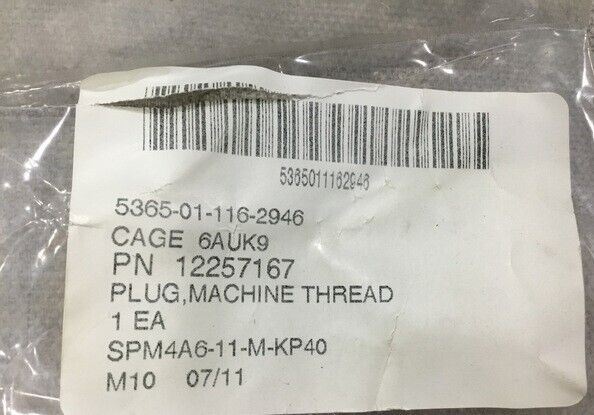 5365011162946
5365-01-116-2946
CAGE 6AUK9
PN 12257167
PLUG,MACHINE THREAD
1 EA
SPM4A6-11-M-KP40
M10 07/11